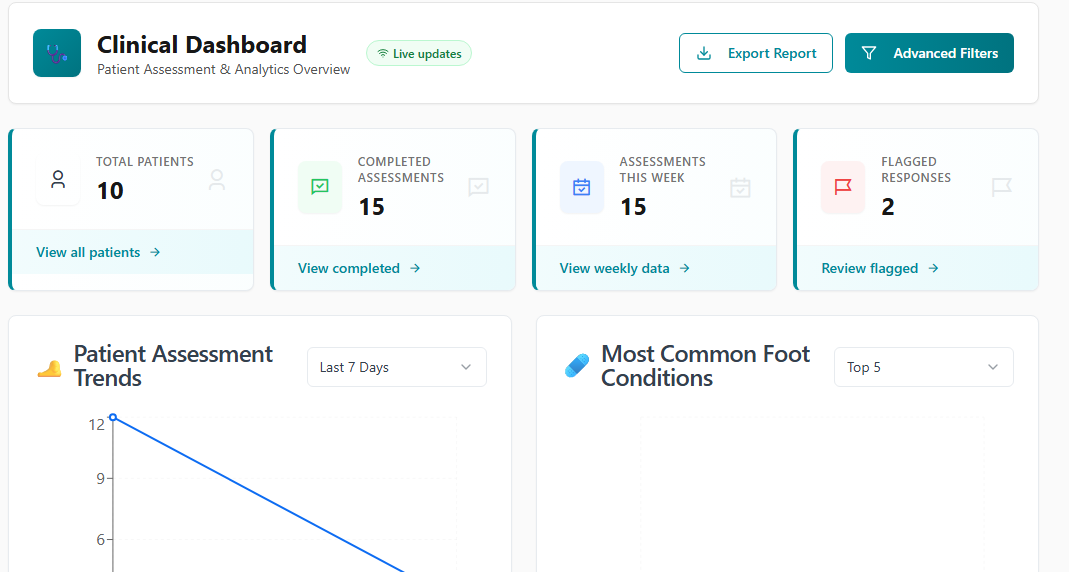 Clinical Dashboard
Patient Assessment & Analytics Overview
Live updates
Export Report
Advanced Filters
TOTAL PATIENTS
10
View all patients →
COMPLETED
ASSESSMENTS
15
View completed →
ASSESSMENTS
THIS WEEK
15
View weekly data →
FLAGGED
RESPONSES
2
Review flagged →
Patient Assessment
Trends
Last 7 Days
12
9
6
Most Common Foot
Conditions
Top 5